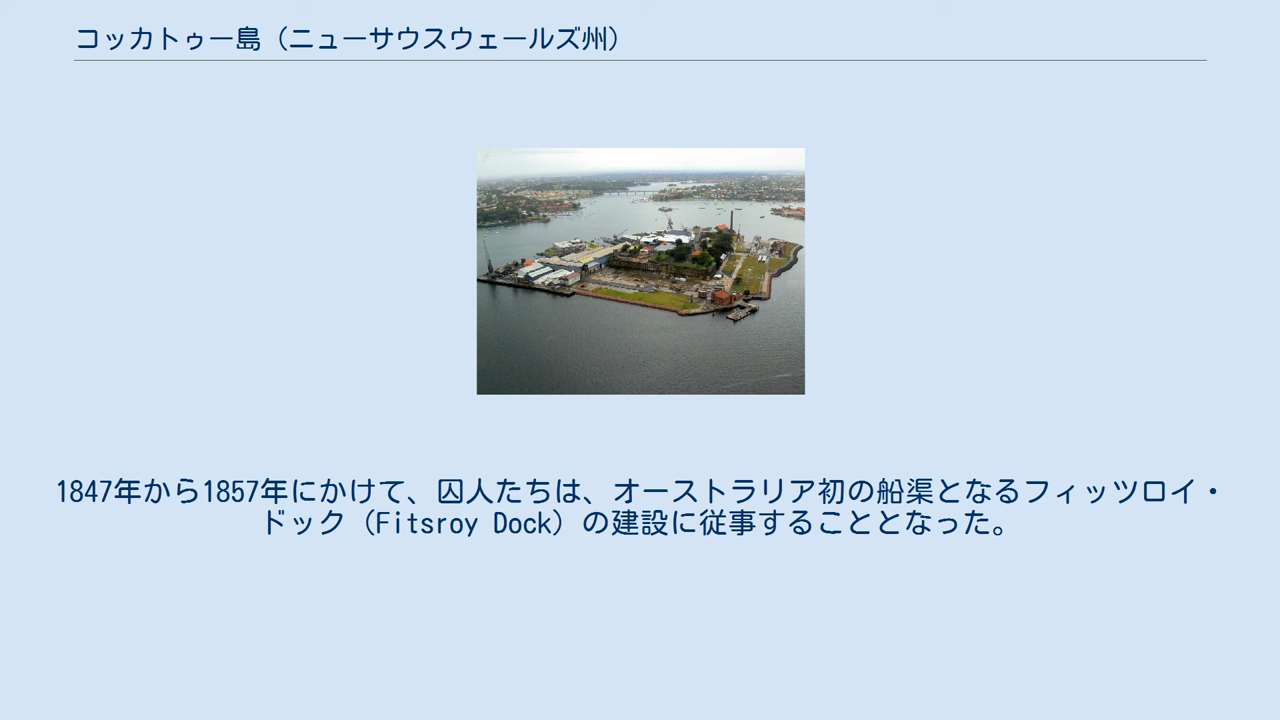 コッカトゥー島（ニューサウスウェールズ州）
1847年から1857年にかけて、囚人たちは、オーストラリア初の船渠となるフィッツロイ・
ドック（Fitsroy Dock）の建設に従事することとなった。